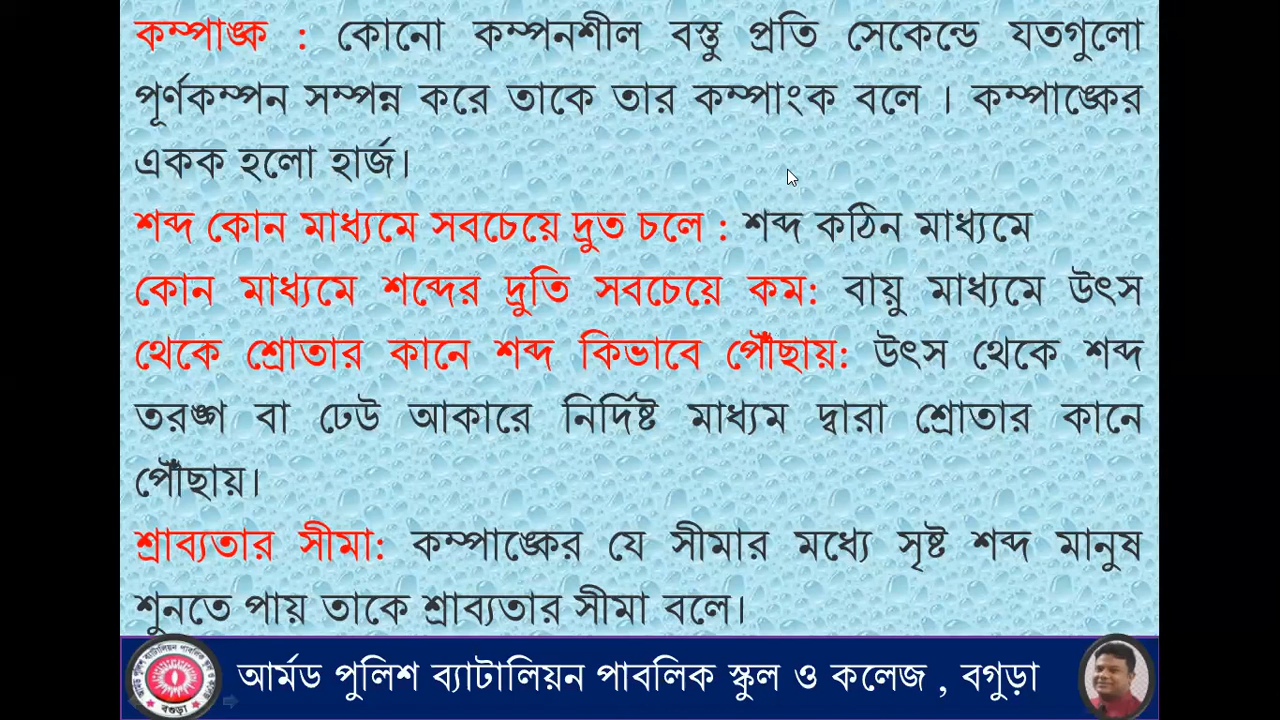 কম্পাঙ্ক : কোনো কম্পনশীল বস্তু প্রতি সেকেন্ডে যতগুলো
পূর্ণকম্পন সম্পন্ন করে তাকে তার কম্পাংক বলে । কম্পাঙ্কের
একক হলো হার্জ।
শব্দ কোন মাধ্যমে সবচেয়ে দ্রুত চলে : শব্দ কঠিন মাধ্যমে
কোন মাধ্যমে শব্দের দ্রুতি সবচেয়ে কম: বায়ু মাধ্যমে উৎস
থেকে শ্রোতার কানে শব্দ কিভাবে পৌঁছায়: উৎস থেকে শব্দ
তরঙ্গ বা ঢেউ আকারে নির্দিষ্ট মাধ্যম দ্বারা শ্রোতার কানে
পৌঁছায়।
শ্রাব্যতার সীমা: কম্পাঙ্কের যে সীমার মধ্যে সৃষ্ট শব্দ মানুষ
শুনতে পায় তাকে শ্রাব্যতার সীমা বলে।
আর্মড পুলিশ ব্যাটালিয়ন পাবলিক স্কুল ও কলেজ , বগুড়া
বগুড়া